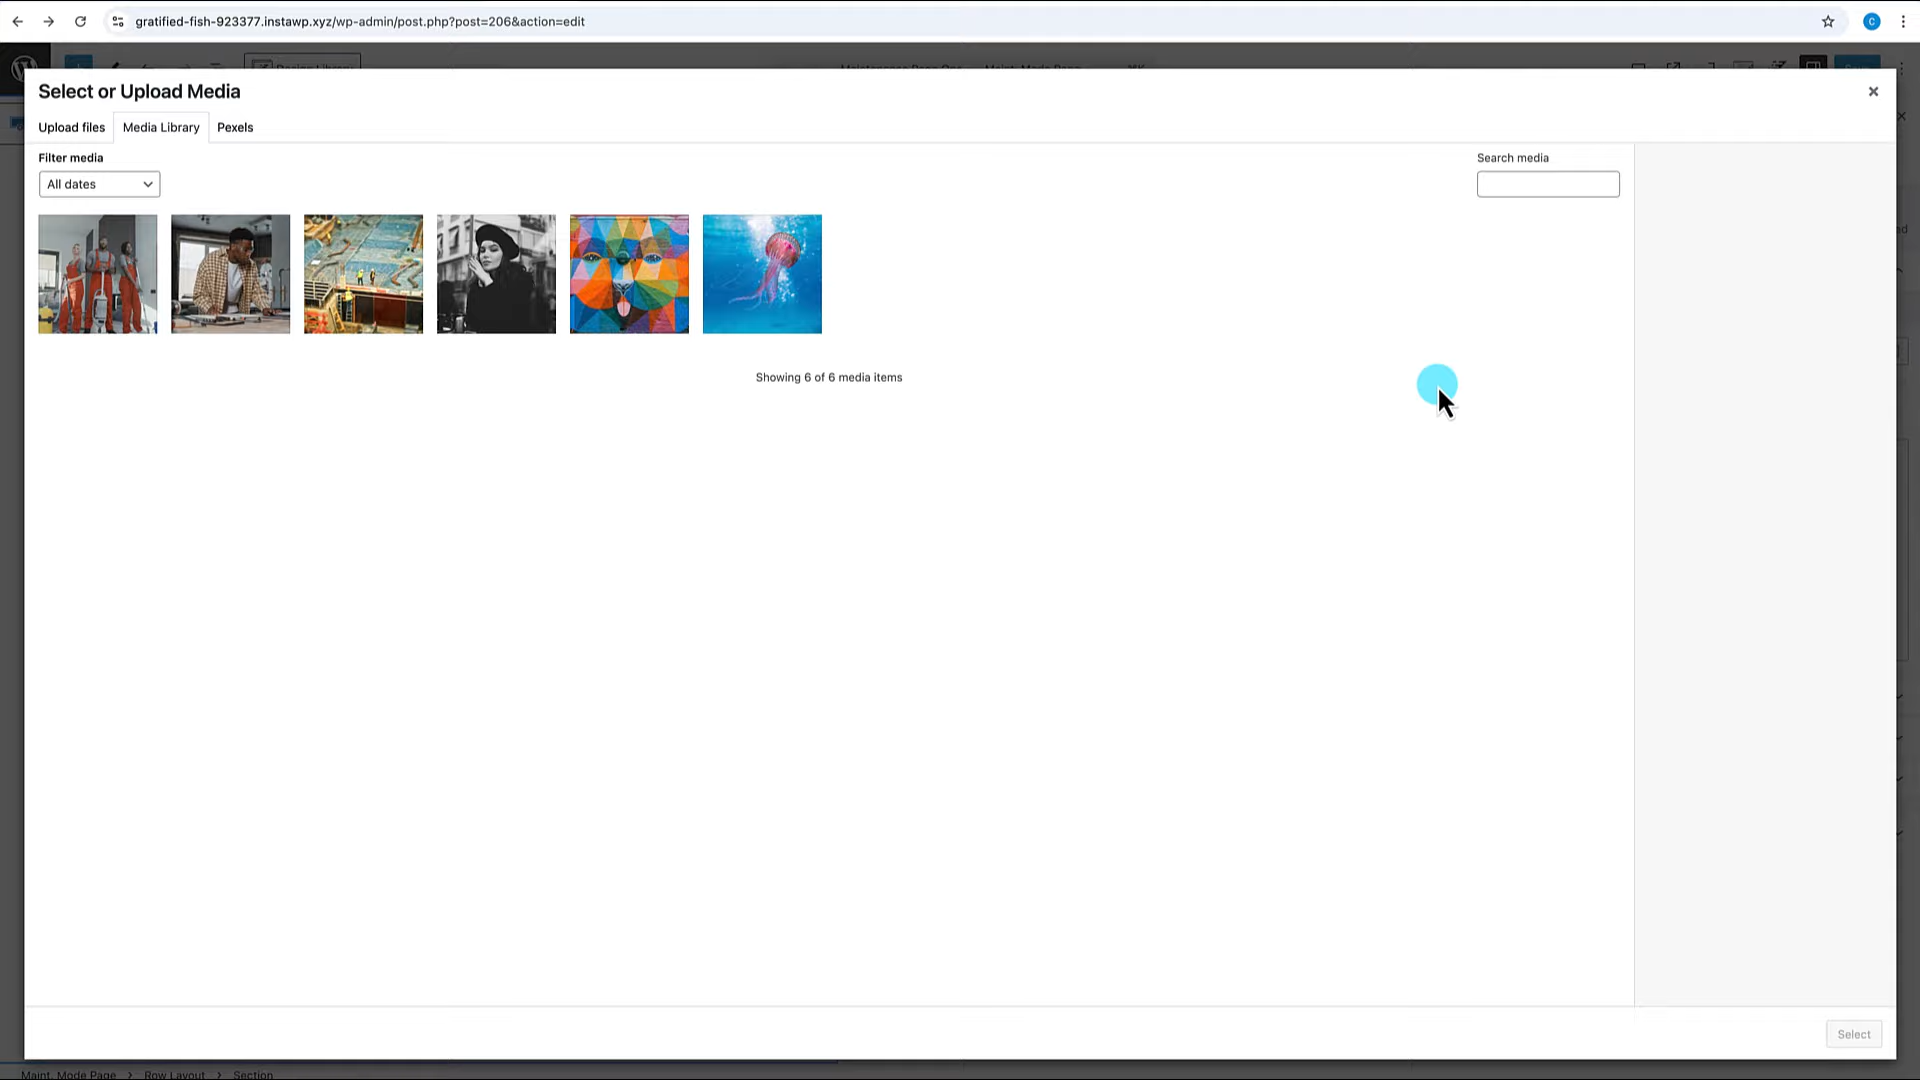 gratified-fish-923377.instawp.xyz/wp-admin/post.php?post=206&action=edit
C
Select or Upload Media
Upload files
Media Library
Pexels
Filter media
Search media
All dates
Showing 6 of 6 media items
Select
Maint. Mode Page > Row Layout > Section